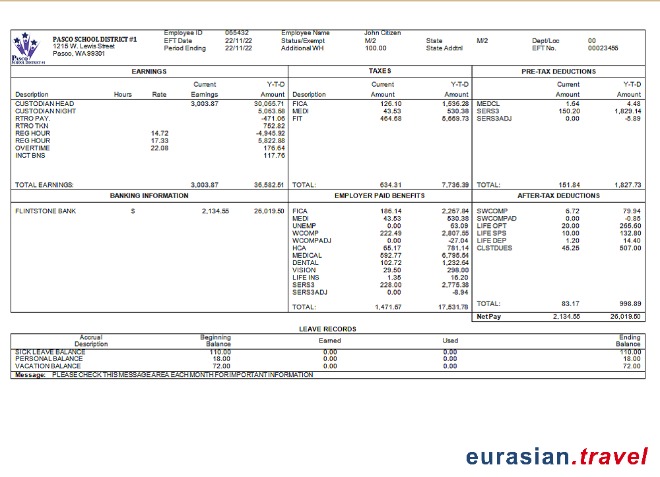 PASCO SCHOOL DISTRICT #1
1215 W. Lewis Street
Pasco, WA 99301
PASCO
Employee ID 055432 Employee Name John Citizen
EFT Date 22/11/22 Status/Exempt M/2 State M/2 Dept/Loc 00
Period Ending 22/11/22 Additional WH 100.00 State Addtnl EFT No. 00023456
EARNINGS TAXES PRE-TAX DEDUCTIONS
Current Y-T-D Current Y-T-D Current Y-T-D
Description Hours Rate Earnings Amount Description Amount Amount Description Amount Amount
CUSTODIAN HEAD 3,003.87 30,065.71 FICA 126.10 1,536.28 MEDCL 1.64 4.48
CUSTODIAN NIGHT 5,063.68 MEDI 43.53 530.38 SERS3 150.20 1,829.14
RTRO PAY. -471.06 FIT 464.68 5,669.73 SERS3ADJ 0.00 -5.89
RTRO TKN 752.82
REG HOUR 14.72 -4,945.92
REG HOUR 17.33 5,822.88
OVERTIME 22.08 176.64
INCT BNS 117.76
TOTAL EARNINGS: 3,003.87 36,582.51 TOTAL: 634.31 7,736.39 TOTAL: 151.84 1,827.73
BANKING INFORMATION EMPLOYER PAID BENEFITS AFTER-TAX DEDUCTIONS
FLINTSTONE BANK $ 2,134.55 26,019.50 FICA 186.14 2,267.84 SWCOMP 6.72 79.94
MEDI 43.53 530.38 SWCOMPAD 0.00 -0.85
UNEMP 0.00 53.09 LIFE OPT 20.00 265.60
WCOMP 222.49 2,807.55 LIFE SPS 10.00 132.80
WCOMPADJ 0.00 -27.04 LIFE DEP 1.20 14.40
HCA 65.17 781.14 CLSTDUES 45.25 507.00
MEDICAL 592.77 6,796.64
DENTAL 102.72 1,232.64
VISION 29.50 298.00
LIFE INS 1.35 16.20
SERS3 228.00 2,775.38
SERS3ADJ 0.00 -8.94
TOTAL: 1,471.67 17,531.78 TOTAL: 83.17 998.89
Net Pay 2,134.55 26,019.50
LEAVE RECORDS
Accrual Description Beginning Balance Earned Used Ending Balance
SICK LEAVE BALANCE 110.00 0.00 0.00 110.00
PERSONAL BALANCE 18.00 0.00 0.00 18.00
VACATION BALANCE 72.00 0.00 0.00 72.00
Message: PLEASE CHECK THIS MESSAGE AREA EACH MONTH FOR IMPORTANT INFORMATION
eurasian.travel